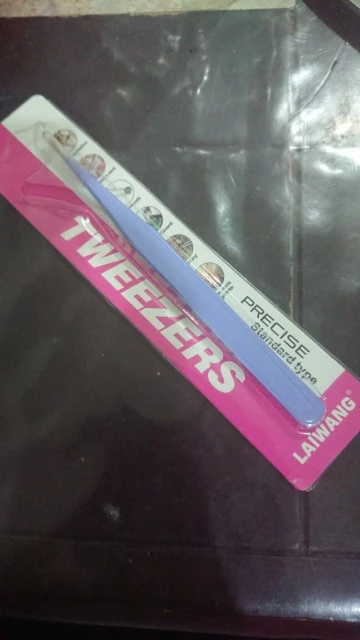 PRECISE
Standard type
TWEEZERS
LAIWANG®